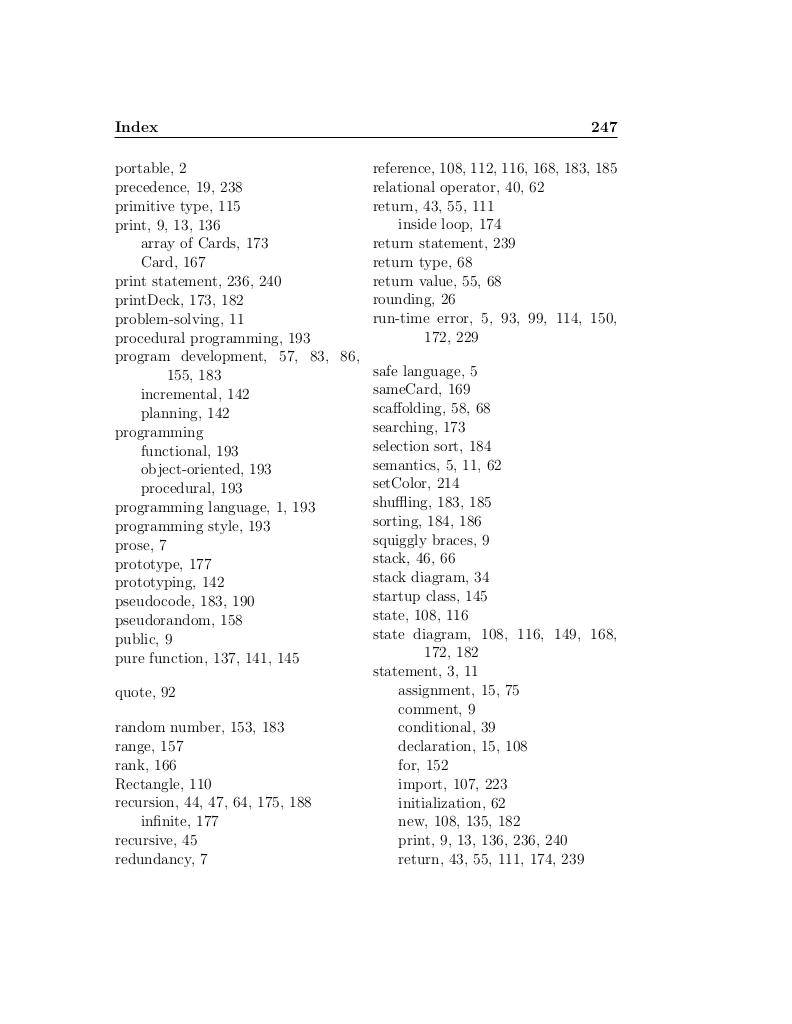 Index 247
portable, 2
precedence, 19, 238
primitive type, 115
print, 9, 13, 136
array of Cards, 173
Card, 167
print statement, 236, 240
printDeck, 173, 182
problem-solving, 11
procedural programming, 193
program development, 57, 83, 86,
155, 183
incremental, 142
planning, 142
programming
functional, 193
object-oriented, 193
procedural, 193
programming language, 1, 193
programming style, 193
prose, 7
prototype, 177
prototyping, 142
pseudocode, 183, 190
pseudorandom, 158
public, 9
pure function, 137, 141, 145
quote, 92
random number, 153, 183
range, 157
rank, 166
Rectangle, 110
recursion, 44, 47, 64, 175, 188
infinite, 177
recursive, 45
redundancy, 7
reference, 108, 112, 116, 168, 183, 185
relational operator, 40, 62
return, 43, 55, 111
inside loop, 174
return statement, 239
return type, 68
return value, 55, 68
rounding, 26
run-time error, 5, 93, 99, 114, 150,
172, 229
safe language, 5
sameCard, 169
scaffolding, 58, 68
searching, 173
selection sort, 184
semantics, 5, 11, 62
setColor, 214
shuffling, 183, 185
sorting, 184, 186
squiggly braces, 9
stack, 46, 66
stack diagram, 34
startup class, 145
state, 108, 116
state diagram, 108, 116, 149, 168,
172, 182
statement, 3, 11
assignment, 15, 75
comment, 9
conditional, 39
declaration, 15, 108
for, 152
import, 107, 223
initialization, 62
new, 108, 135, 182
print, 9, 13, 136, 236, 240
return, 43, 55, 111, 174, 239